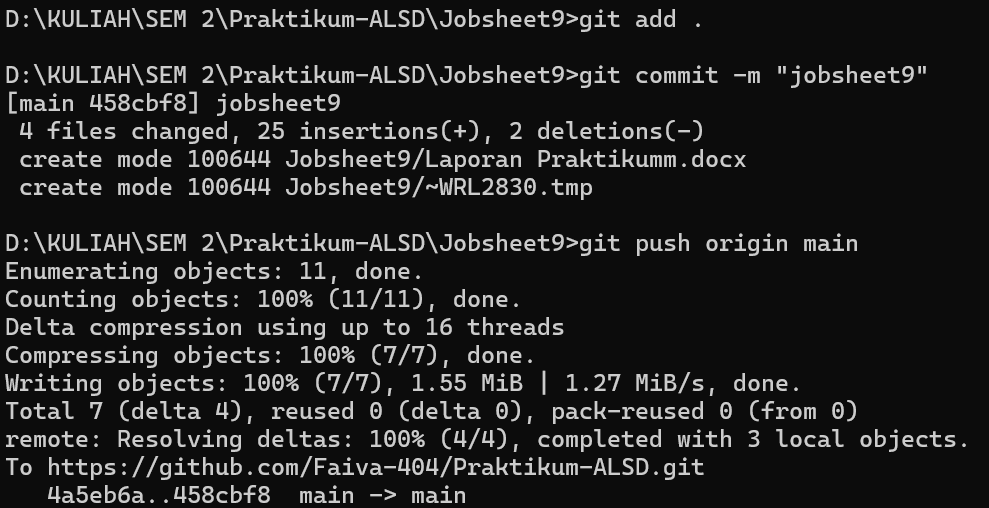 D:\KULIAH\SEM 2\Praktikum-ALSD\Jobsheet9>git add .
D:\KULIAH\SEM 2\Praktikum-ALSD\Jobsheet9>git commit -m "jobsheet9"
[main 458cbf8] jobsheet9
 4 files changed, 25 insertions(+), 2 deletions(-)
 create mode 100644 Jobsheet9/Laporan Praktikumm.docx
 create mode 100644 Jobsheet9/~WRL2830.tmp
D:\KULIAH\SEM 2\Praktikum-ALSD\Jobsheet9>git push origin main
Enumerating objects: 11, done.
Counting objects: 100% (11/11), done.
Delta compression using up to 16 threads
Compressing objects: 100% (7/7), done.
Writing objects: 100% (7/7), 1.55 MiB | 1.27 MiB/s, done.
Total 7 (delta 4), reused 0 (delta 0), pack-reused 0 (from 0)
remote: Resolving deltas: 100% (4/4), completed with 3 local objects.
To https://github.com/Faiva-404/Praktikum-ALSD.git
   4a5eb6a..458cbf8  main -> main